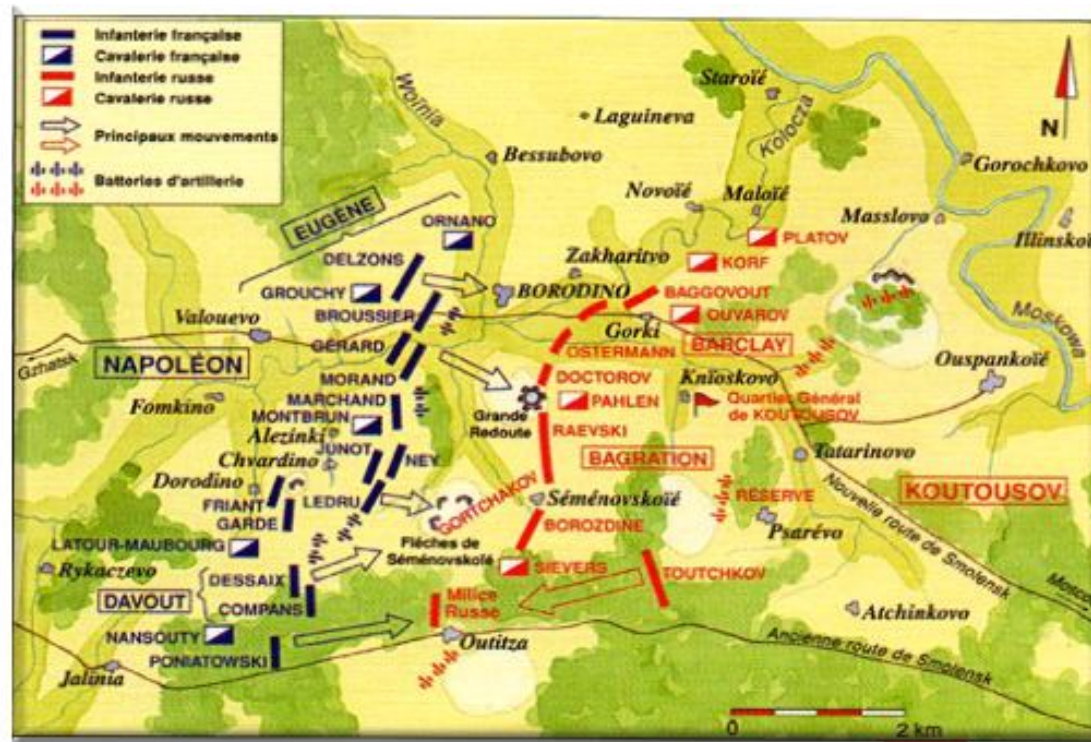 Infanterie française
Cavalerie française
Infanterie russe
Cavalerie russe
Principaux mouvements
Batteries d'artillerie
N
Woïnia
Staroïé
Laguineva
Kolocza
Bessubovo
Gorochkovo
Novoïé
Maloïé
Masslovo
Illinskoï
EUGÈNE
ORNANO
PLATOV
DELZONS
Zakharitvo
KORF
GROUCHY
BORODINO
BAGGOVOUT
BROUSSIER
Gorki
OUVAROV
Moskowa
Valouevo
GÉRARD
BARCLAY
Gzhatsk
NAPOLÉON
OSTERMANN
Ouspankoïé
MORAND
DOCTOROV
Knïoskovo
Fomkino
MARCHAND
PAHLEN
Quartier Général
de KOUTOUSOV
MONTBRUN
Grande
Redoute
Alezinki
RAEVSKI
JUNOT
NEY
Chvardino
BAGRATION
Tatarinovo
Dorodino
LEDRU
GORTCHAKOV
Séménovskoïé
RÉSERVE
KOUTOUSOV
FRIANT
GARDE
BOROZDINE
Psarévo
Nouvelle route de Smolensk
LATOUR-MAUBOURG
Flèches de
Séménovskoïé
Rykaczevo
DESSAIX
SIEVERS
TOUTCHKOV
DAVOUT
COMPANS
Milice
Russe
Atchinkovo
NANSOUTY
Outitza
PONIATOWSKI
Ancienne route de Smolensk
Jalinia
0
2 km